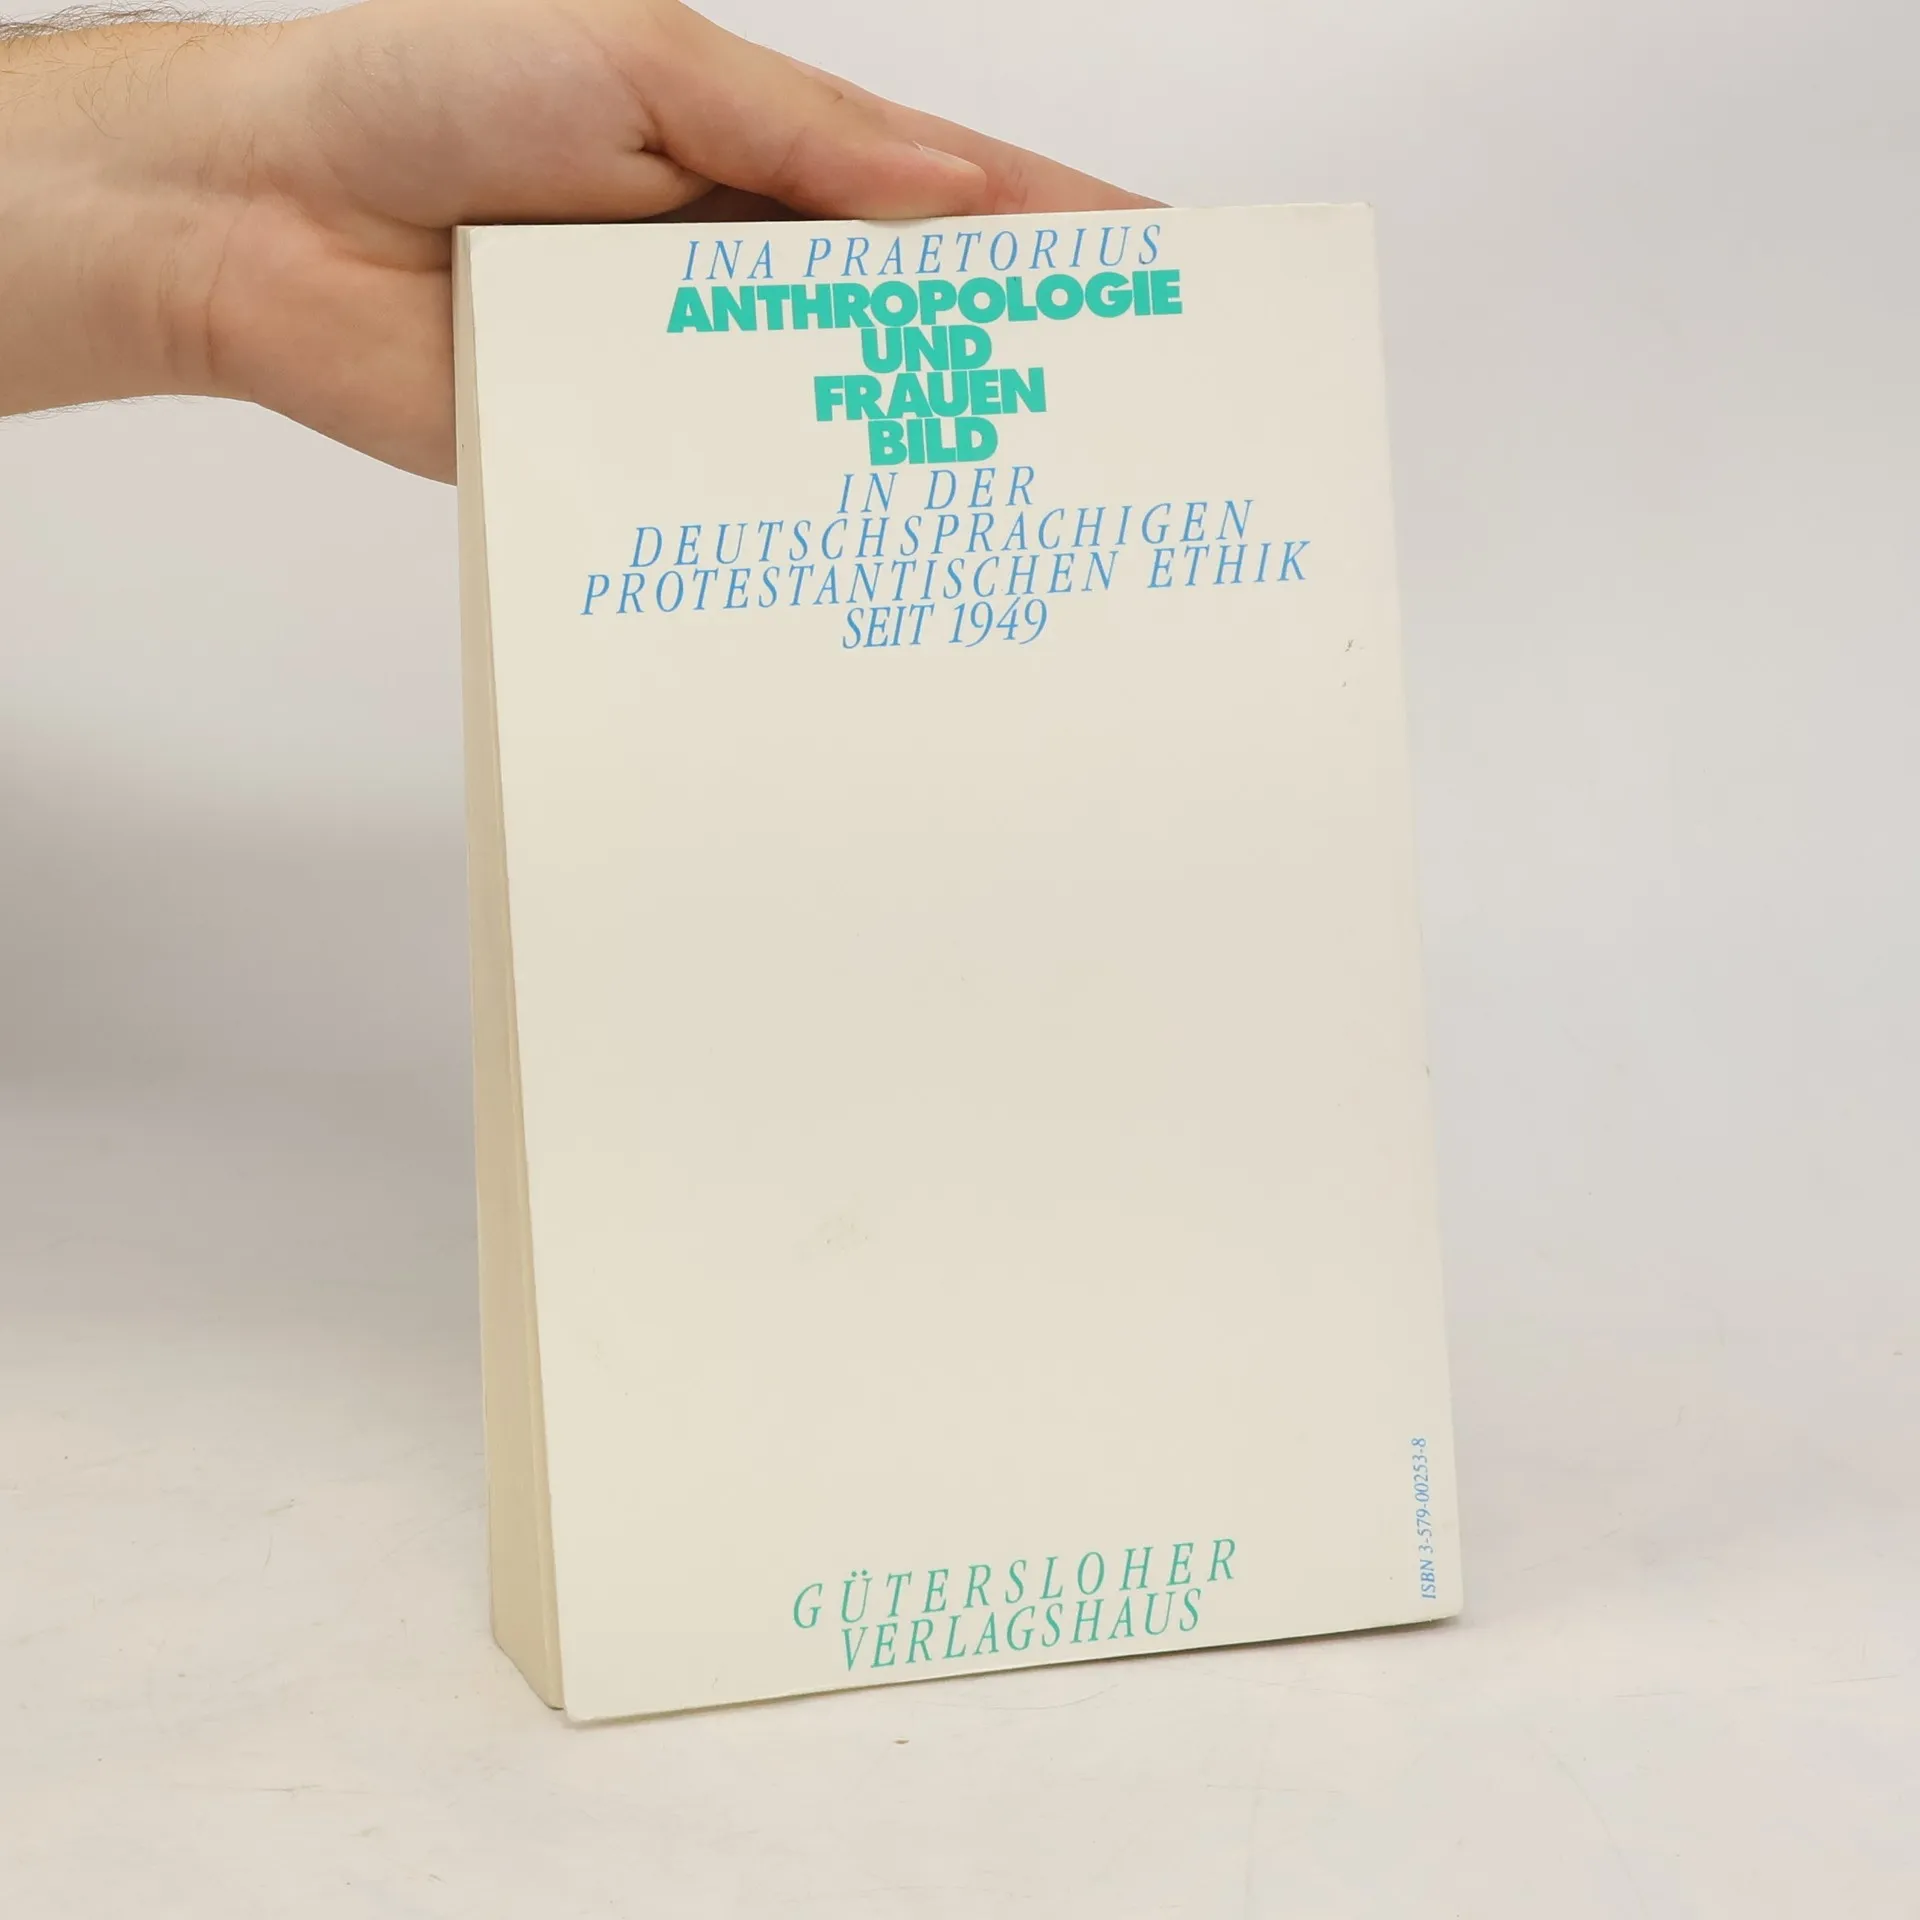 INA PRAETORIUS
ANTHROPOLOGIE
UND
FRAUEN
BILD
IN DER
DEUTSCHSPRACHIGEN
PROTESTANTISCHEN ETHIK
SEIT 1949
ISBN 3-579-00253-8
GÜTERSLOHER
VERLAGSHAUS